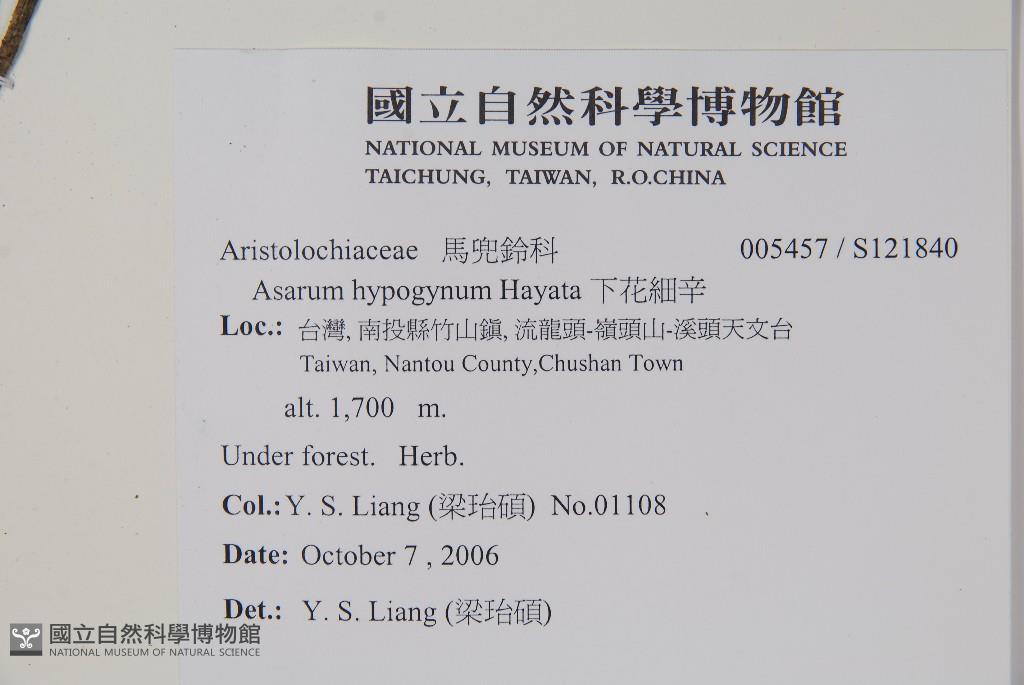 國立自然科學博物館
NATIONAL MUSEUM OF NATURAL SCIENCE
TAICHUNG, TAIWAN, R.O.CHINA
Aristolochiaceae 馬兜鈴科 005457 / S121840
Asarum hypogynum Hayata 下花細辛
Loc.: 台灣, 南投縣竹山鎮, 流龍頭-嶺頭山-溪頭天文台
Taiwan, Nantou County,Chushan Town
alt. 1,700 m.
Under forest. Herb.
Col.: Y. S. Liang (梁珆碩) No.01108
Date: October 7 , 2006
Det.: Y. S. Liang (梁珆碩)
國立自然科學博物館
NATIONAL MUSEUM OF NATURAL SCIENCE